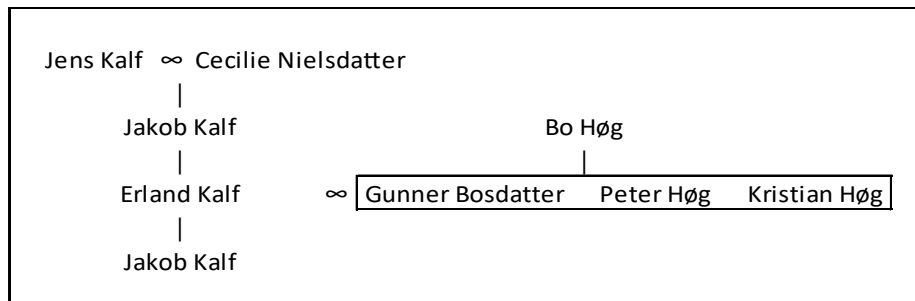 Jens Kalf ∞ Cecilie Nielsdatter
Jakob Kalf Bo Høg
Erland Kalf ∞ Gunner Bosdatter Peter Høg Kristian Høg
Jakob Kalf